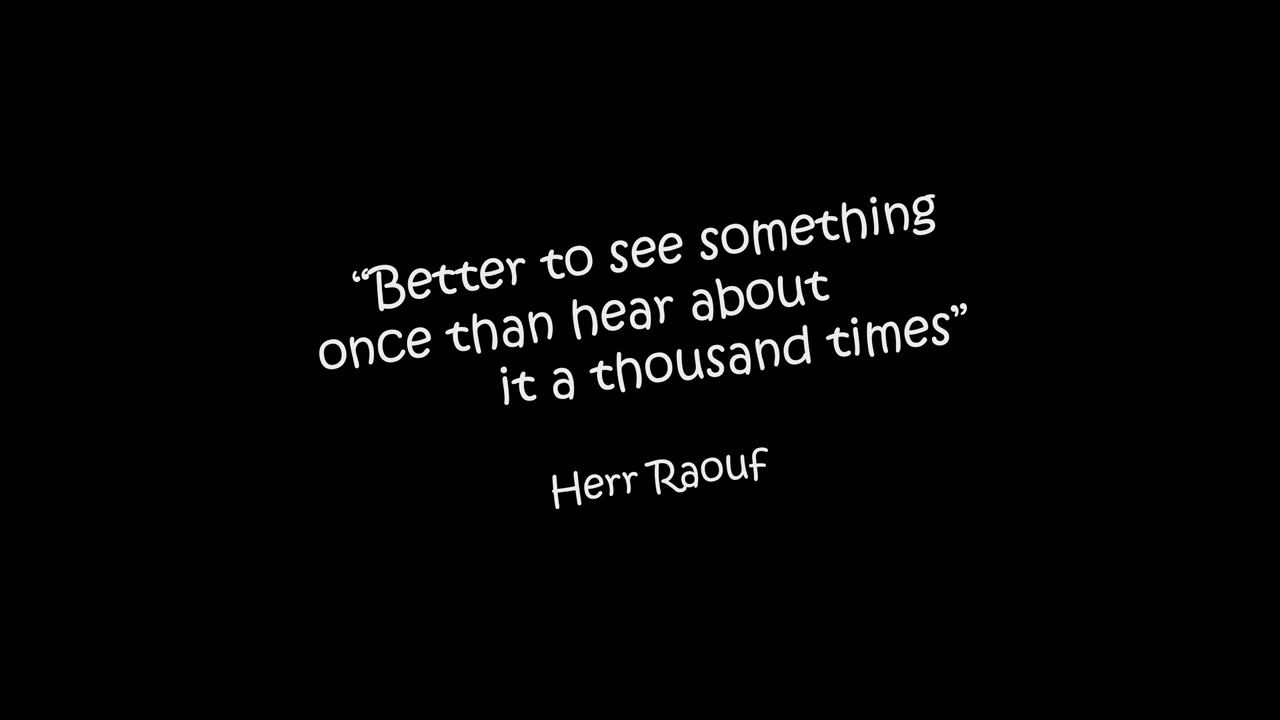 “Better to see something
once than hear about
it a thousand times”
Herr Raouf